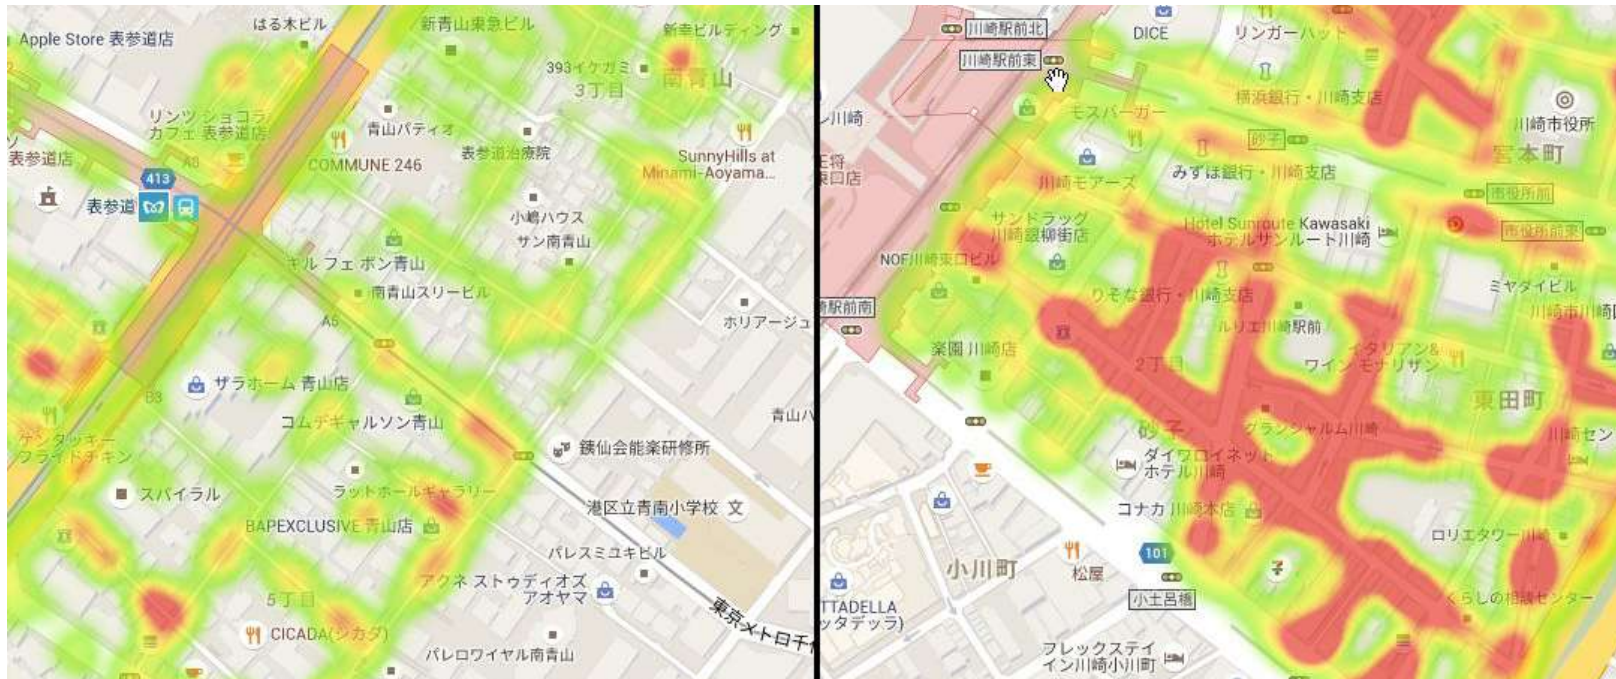 Apple Store 表参道店
はる木ビル
新青山東急ビル
新幸ビルディング
393イケガミ
3丁目
南青山
リンツ ショコラ
カフェ 表参道店
青山パティオ
表参道治療院
COMMUNE 246
SunnyHills at
Minami-Aoyama...
表参道店
A8
413
表参道
小嶋ハウス
サン南青山
キル フェ ボン青山
南青山スリービル
A5
ホリアージュ
ザラホーム 青山店
B3
コムデギャルソン青山
青山ハ
ケンタッキー
フライドチキン
銕仙会能楽研修所
スパイラル
ラットホールギャラリー
港区立青南小学校
文
BAPEXCLUSIVE 青山店
パレスミユキビル
アクネ ストゥディオズ
アオヤマ
5丁目
CICADA(シカダ)
パレロワイヤル南青山
東京メトロ千
川崎駅前北
川崎駅前東
DICE
リンガーハット
モスバーガー
横浜銀行・川崎支店
川崎市役所
砂子
宮本町
みずほ銀行・川崎支店
川崎モアーズ
市役所前
サンドラッグ
川崎銀柳街店
Hotel Sunroute Kawasaki
ホテルサンルート川崎
市役所前東
NOF川崎東口ビル
ミヤダイビル
りそな銀行・川崎支店
ルリエ川崎駅前
川崎市川崎
駅前南
楽園 川崎店
2丁目
イタリアン&
ワイン モナリザン
東田町
砂子
グランシャルム川崎
川崎セン
ダイワロイネット
ホテル川崎
コナカ 川崎本店
ロリエタワー川崎
101
小川町
松屋
小土呂橋
くらしの相談センター
TTADELLA
ッタデッラ)
フレックステイ
イン川崎小川町